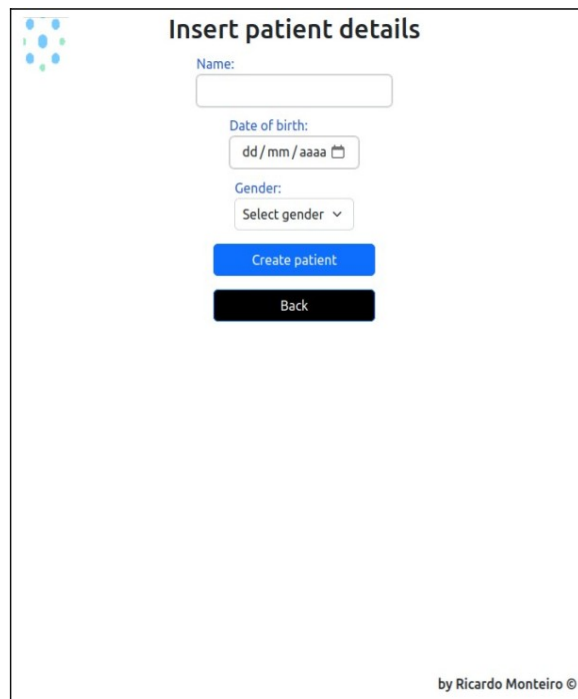 Insert patient details
Name:
Date of birth:
dd/mm/aaaa
Gender:
Select gender
Create patient
Back
by Ricardo Monteiro ©